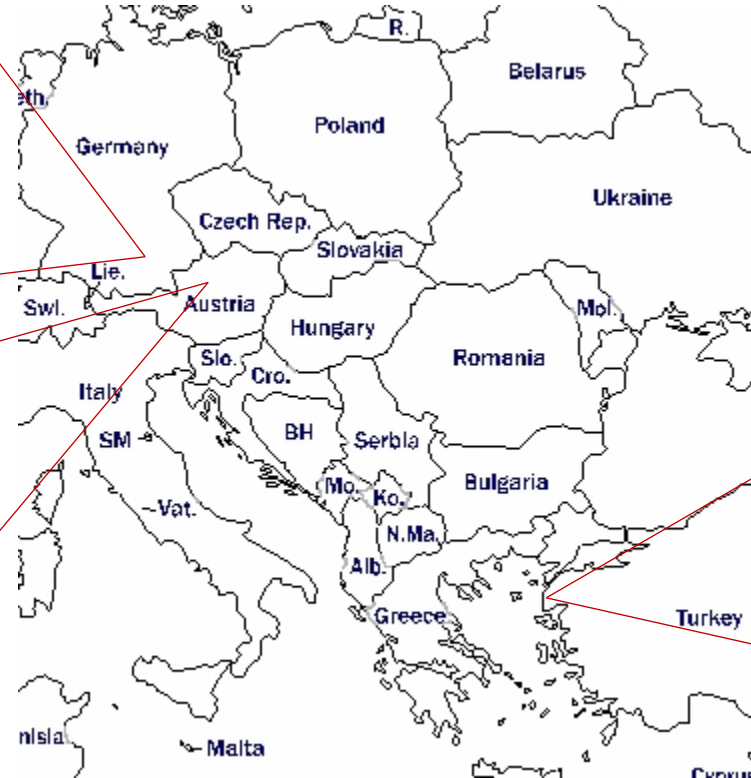 R.
Belarus
eth.
Poland
Germany
Ukraine
Czech Rep.
Slovakia
Lie.
Swl.
Austria
Mol.
Hungary
Slo.
Romania
Cro.
Italy
BH
SM
Serbia
Mo.
Ko.
Bulgaria
Vat.
N.Ma.
Alb.
Greece
Turkey
nisia
Malta
Cyprus